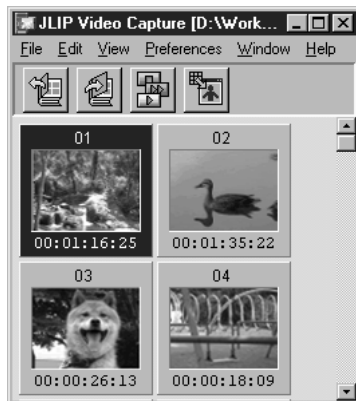 JLIP Video Capture [D:\Work...
File Edit View Preferences Window Help
01 02
00:01:16:25 00:01:35:22
03 04
00:00:26:13 00:00:18:09